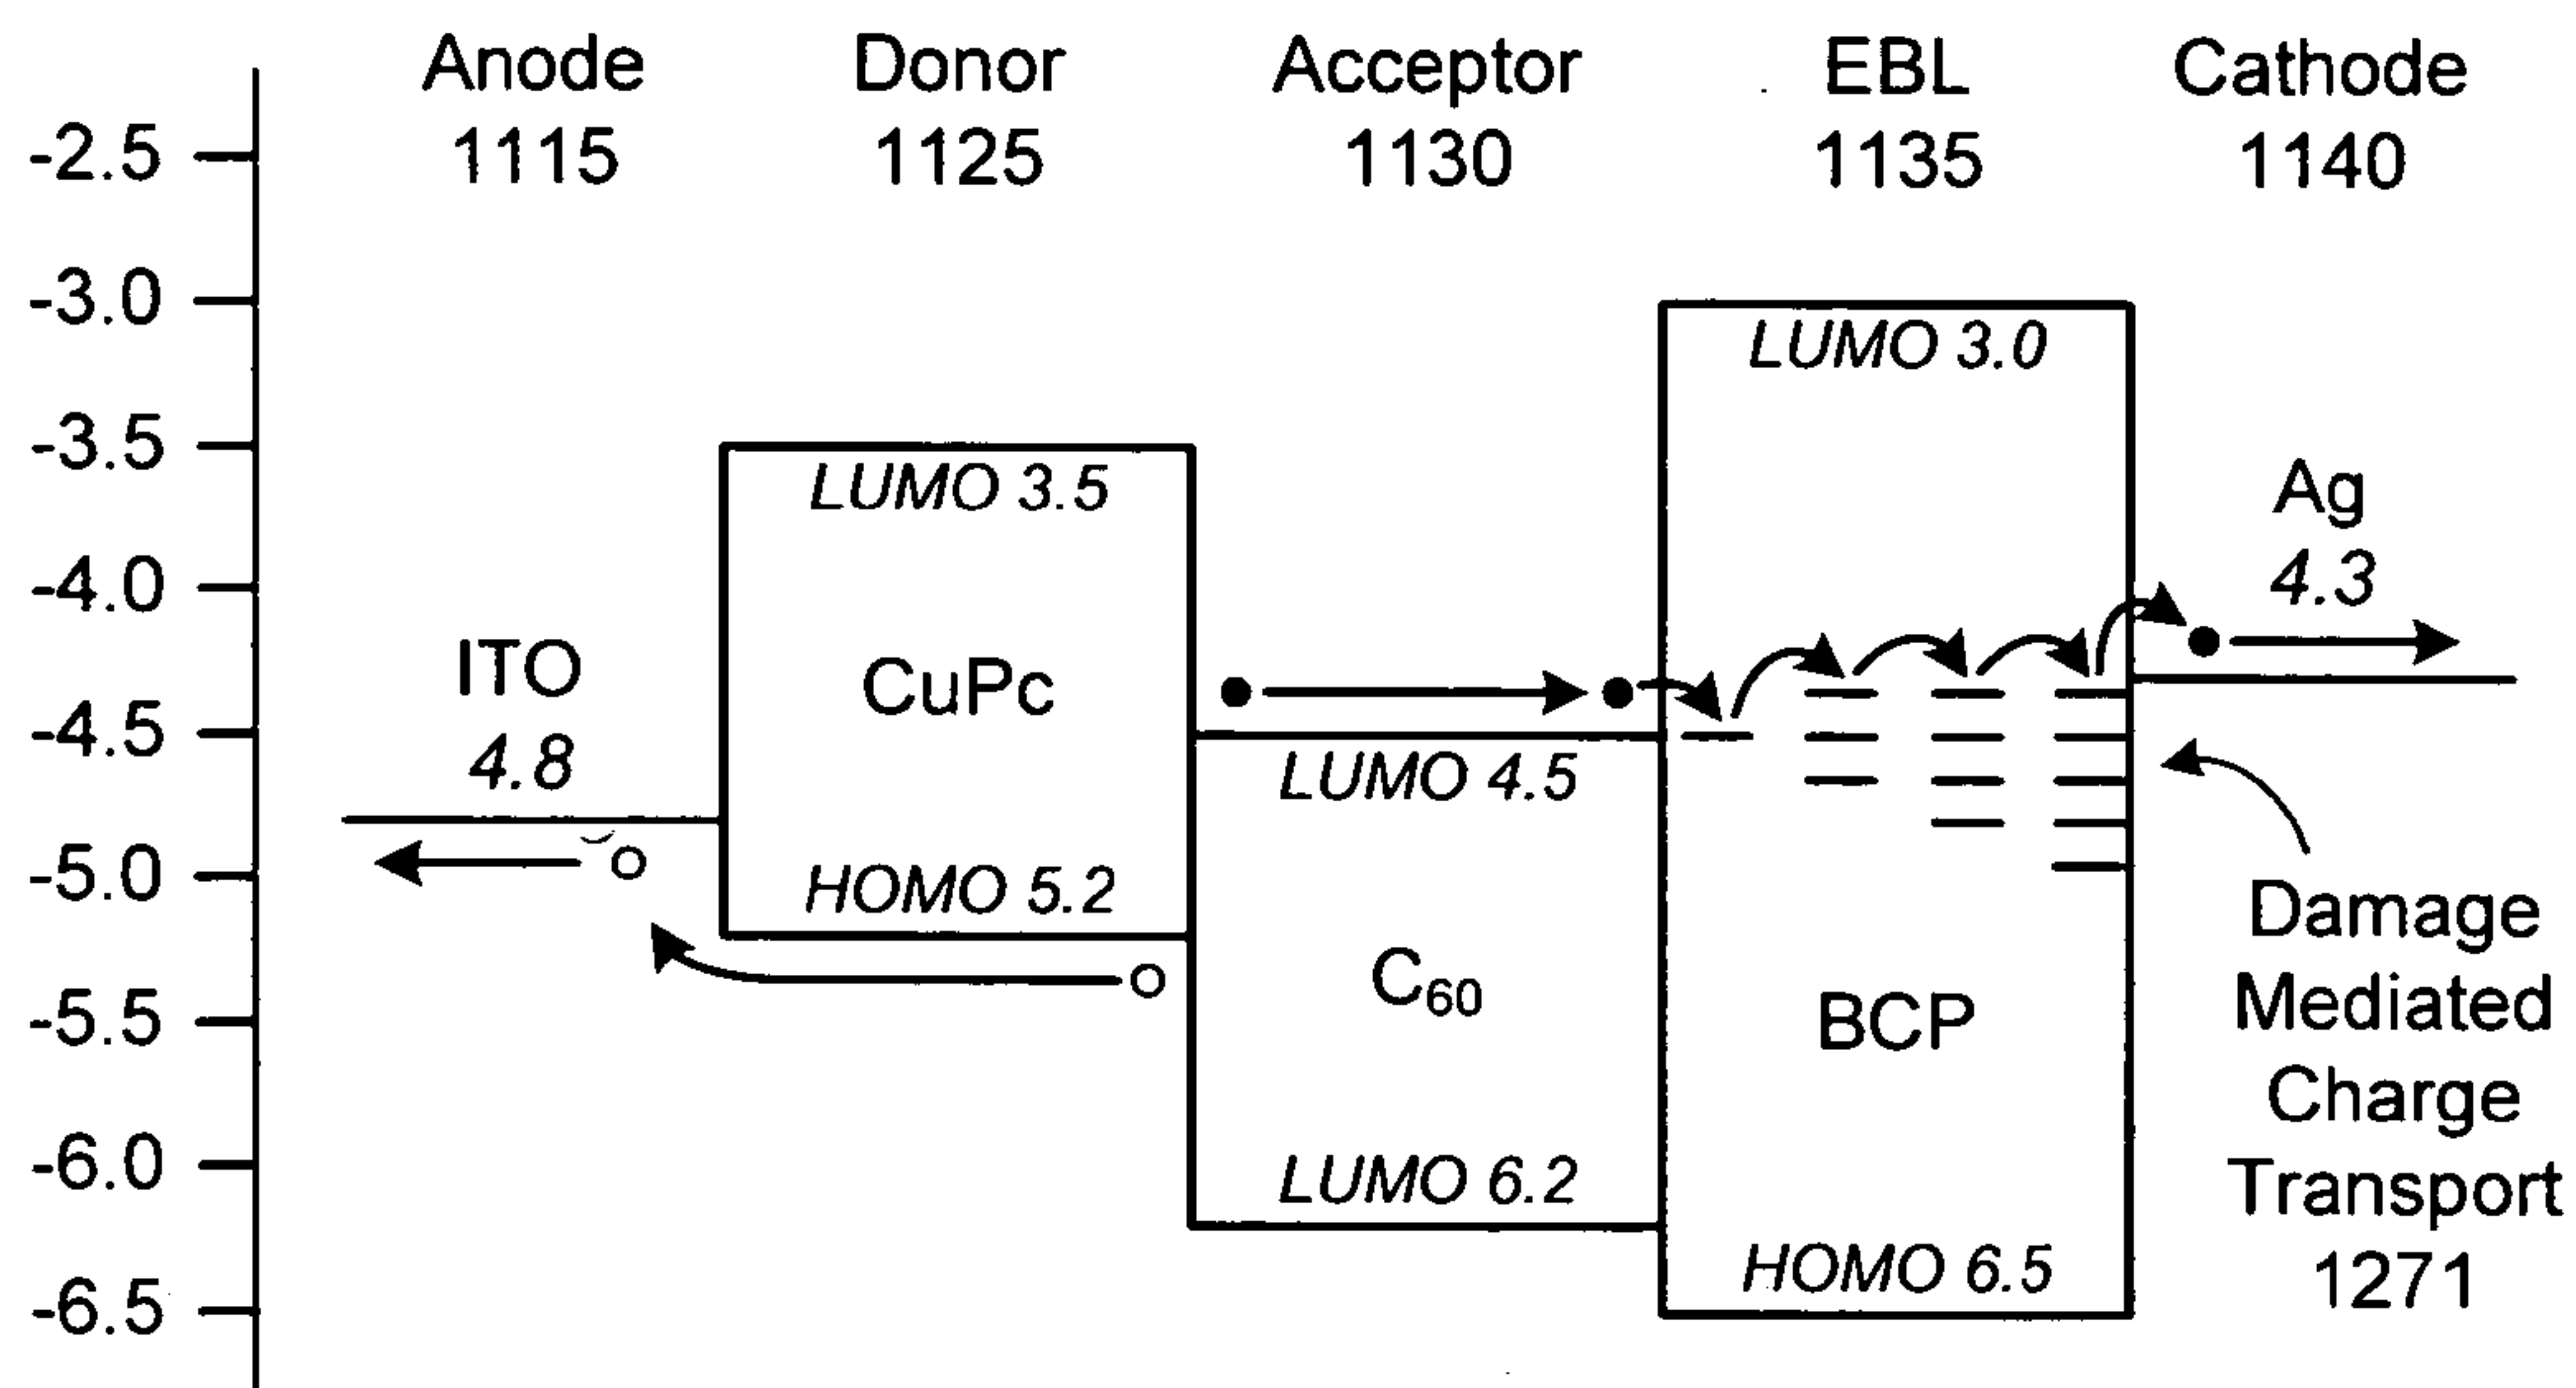 Anode
1115
Donor
1125
Acceptor
1130
EBL
1135
Cathode
1140
-2.5
-3.0
-3.5
-4.0
-4.5
-5.0
-5.5
-6.0
-6.5
ITO
4.8
LUMO 3.5
CuPc
HOMO 5.2
LUMO 4.5
C60
LUMO 6.2
LUMO 3.0
BCP
HOMO 6.5
Ag
4.3
Damage
Mediated
Charge
Transport
1271